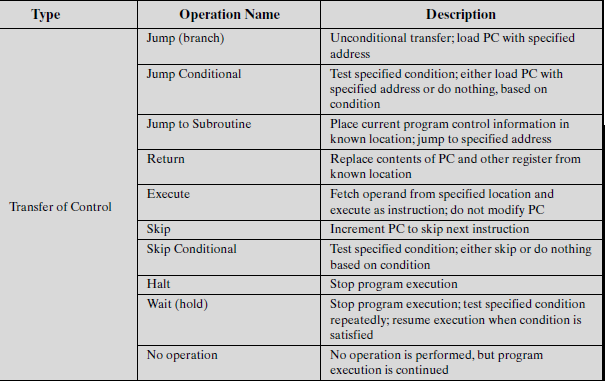 Type Operation Name Description
Jump (branch) Unconditional transfer; load PC with specified
address
Jump Conditional Test specified condition; either load PC with
specified address or do nothing, based on
condition
Jump to Subroutine Place current program control information in
known location; jump to specified address
Return Replace contents of PC and other register from
known location
Transfer of Control
Execute Fetch operand from specified location and
execute as instruction; do not modify PC
Skip Increment PC to skip next instruction
Skip Conditional Test specified condition; either skip or do nothing
based on condition
Halt Stop program execution
Wait (hold) Stop program execution; test specified condition
repeatedly; resume execution when condition is
satisfied
No operation No operation is performed, but program
execution is continued